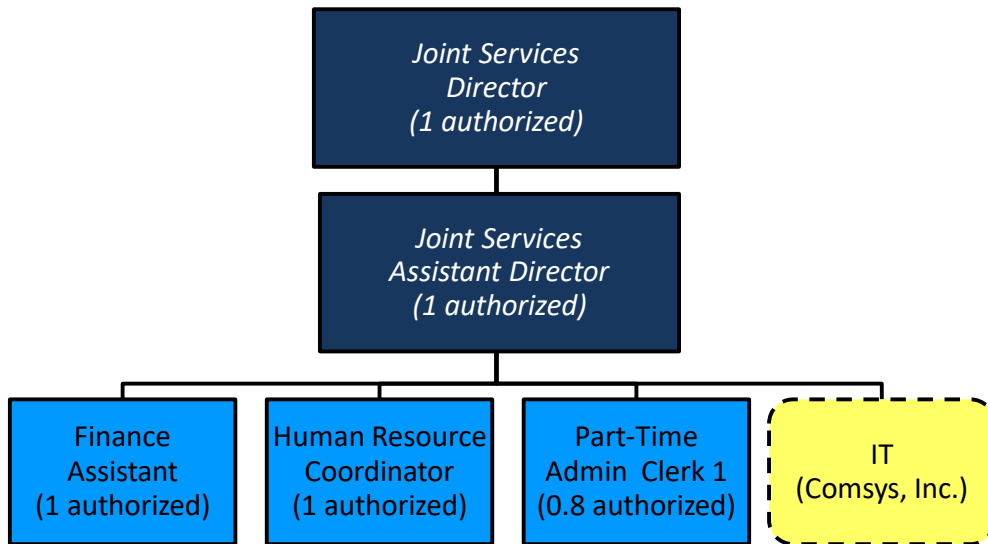 Joint Services
Director
(1 authorized)
Joint Services
Assistant Director
(1 authorized)
Finance
Assistant
(1 authorized)
Human Resource
Coordinator
(1 authorized)
Part-Time
Admin  Clerk 1
(0.8 authorized)
IT
(Comsys, Inc.)